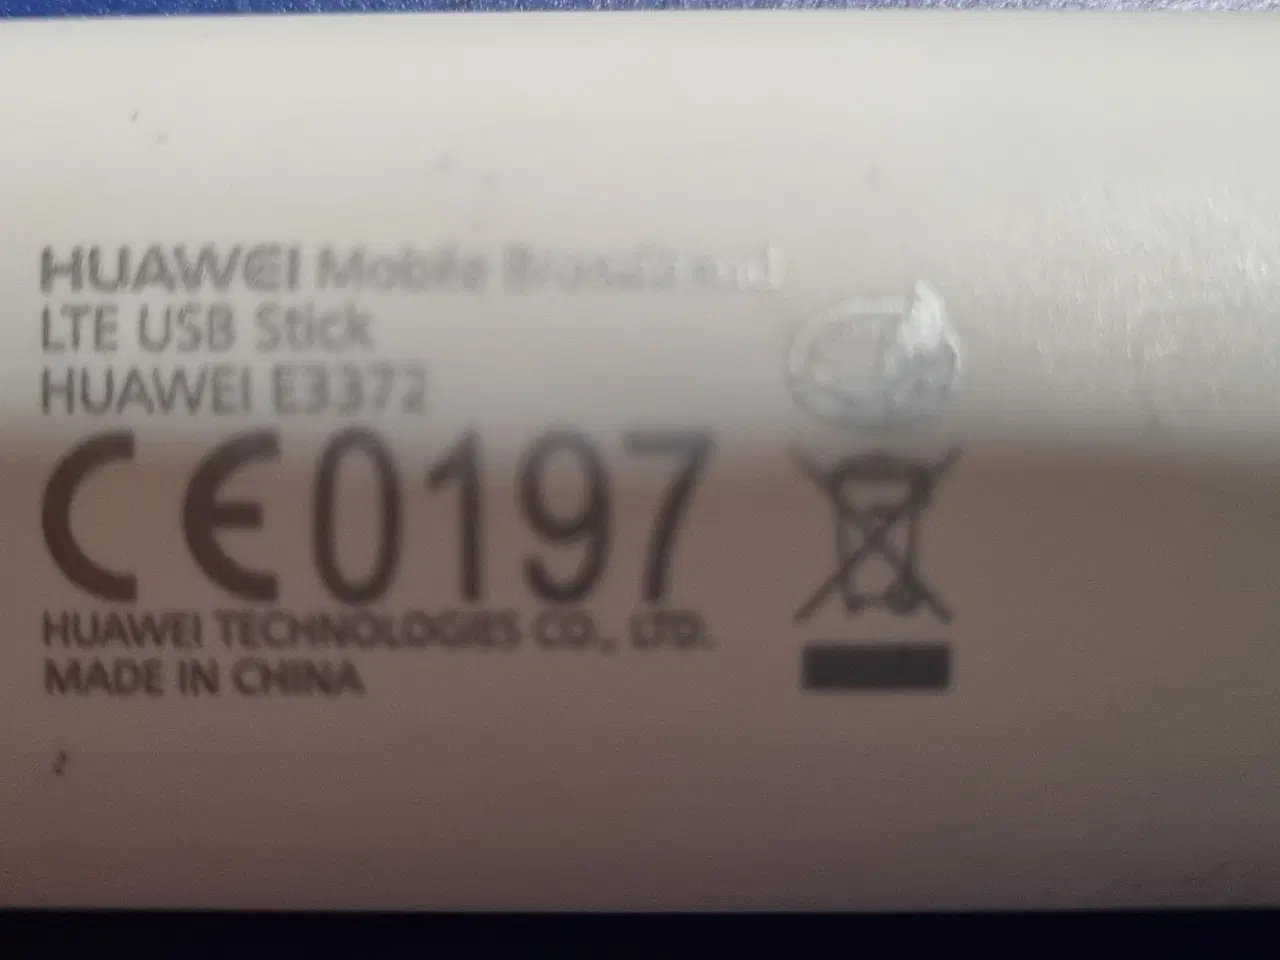 HUAWEI Mobile Broadband
LTE USB Stick
HUAWEI E3372
CE0197
HUAWEI TECHNOLOGIES CO., LTD.
MADE IN CHINA